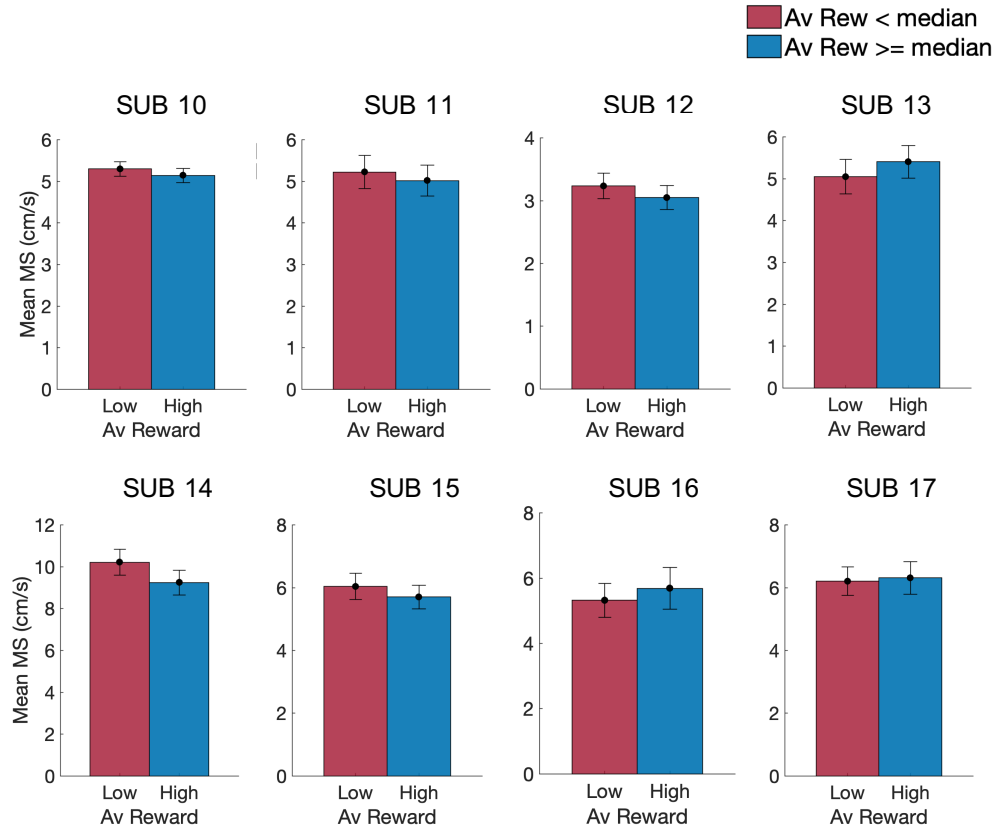 Av Rew < median
Av Rew >= median
SUB 10
SUB 11
SUB 12
SUB 13
Mean MS (cm/s)
6
5
4
3
2
1
0
Low High
Av Reward
6
5
4
3
2
1
0
Low High
Av Reward
4
3
2
1
0
Low High
Av Reward
6
5
4
3
2
1
0
Low High
Av Reward
SUB 14
SUB 15
SUB 16
SUB 17
Mean MS (cm/s)
12
10
8
6
4
2
0
Low High
Av Reward
8
6
4
2
0
Low High
Av Reward
8
6
4
2
0
Low High
Av Reward
8
6
4
2
0
Low High
Av Reward